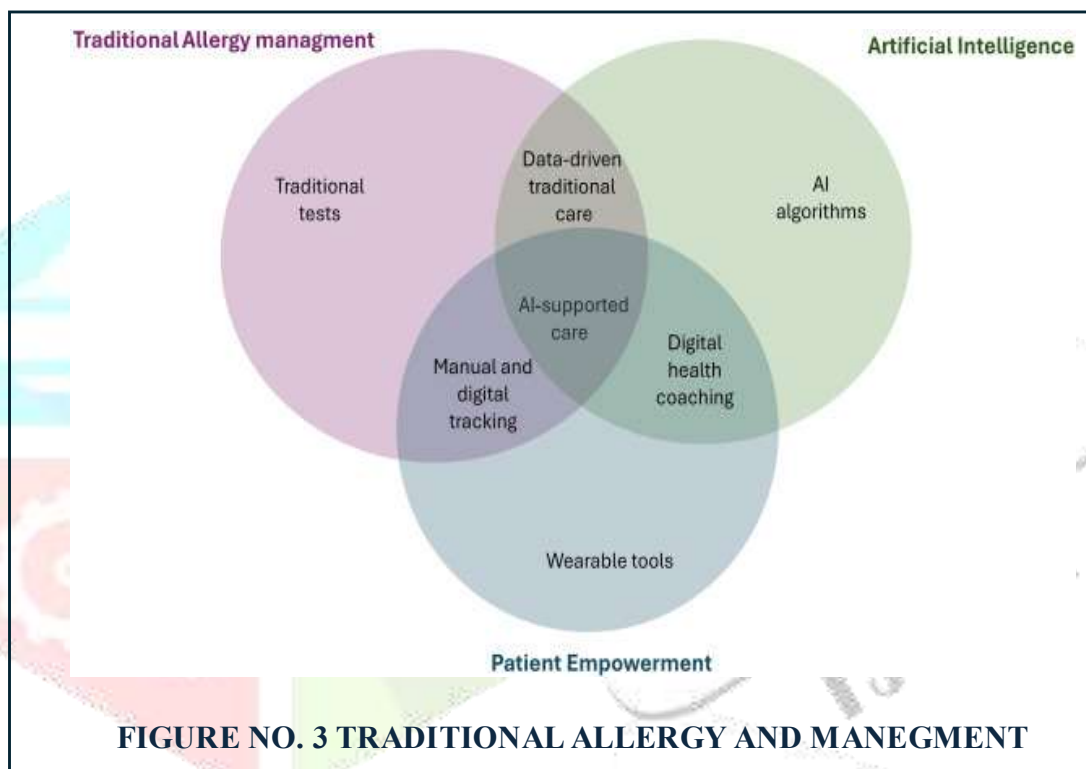 Traditional Allergy managment
Artificial Intelligence
Traditional
tests
Data-driven
traditional
care
AI
algorithms
AI-supported
care
Manual and
digital
tracking
Digital
health
coaching
Wearable tools
Patient Empowerment
FIGURE NO. 3 TRADITIONAL ALLERGY AND MANEGMENT